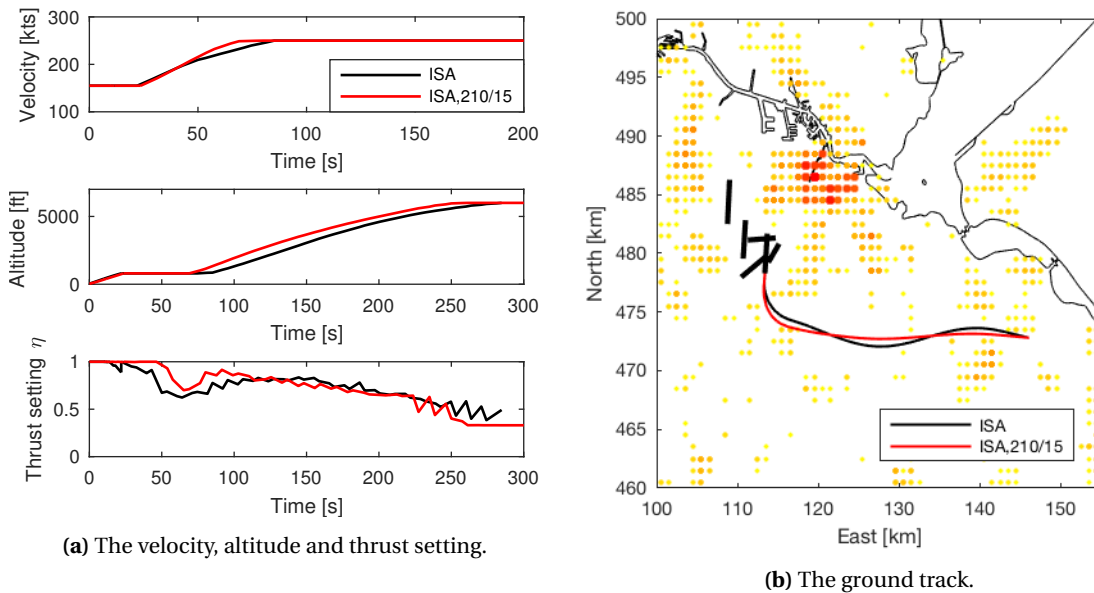 300
200
100
Velocity [kts]
ISA
ISA,210/15
0 50 100 150 200
Time [s]
5000
0
Altitude [ft]
0 50 100 150 200 250 300
Time [s]
1
0.5
0
Thrust setting η
0 50 100 150 200 250 300
Time [s]
(a) The velocity, altitude and thrust setting.
500
495
490
485
480
475
470
465
460
North [km]
ISA
ISA,210/15
100 110 120 130 140 150
East [km]
(b) The ground track.